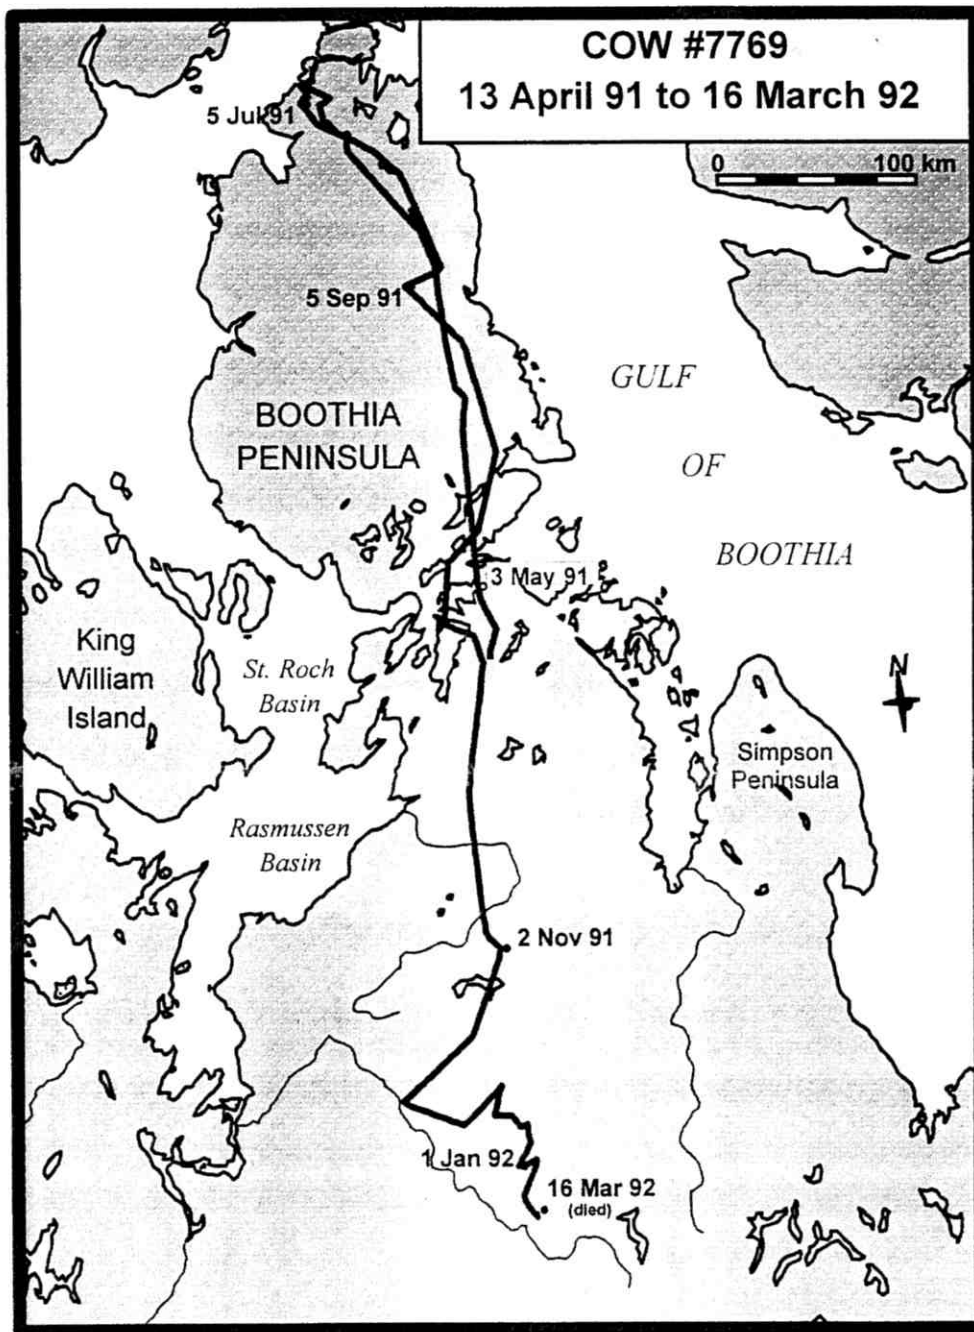 COW #7769
13 April 91 to 16 March 92
0 100 km
5 Jul 91
5 Sep 91
GULF
OF
BOOTHIA
BOOTHIA
PENINSULA
3 May 91
King
William
Island
St. Roch
Basin
N
Simpson
Peninsula
Rasmussen
Basin
2 Nov 91
1 Jan 92
16 Mar 92
(died)